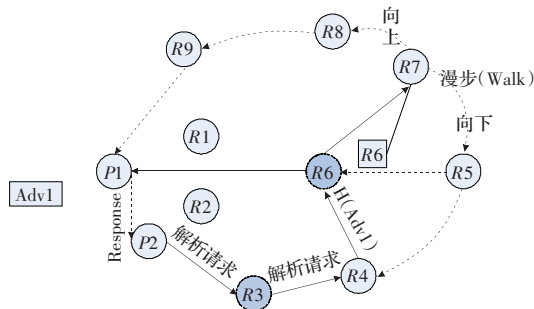 向上
R8
R9
R7
漫步(Walk)
R1
R6
向下
P1
R6
R5
Adv1
R2
H(Adv1)
Response
P2
解析请求
解析请求
R4
R3